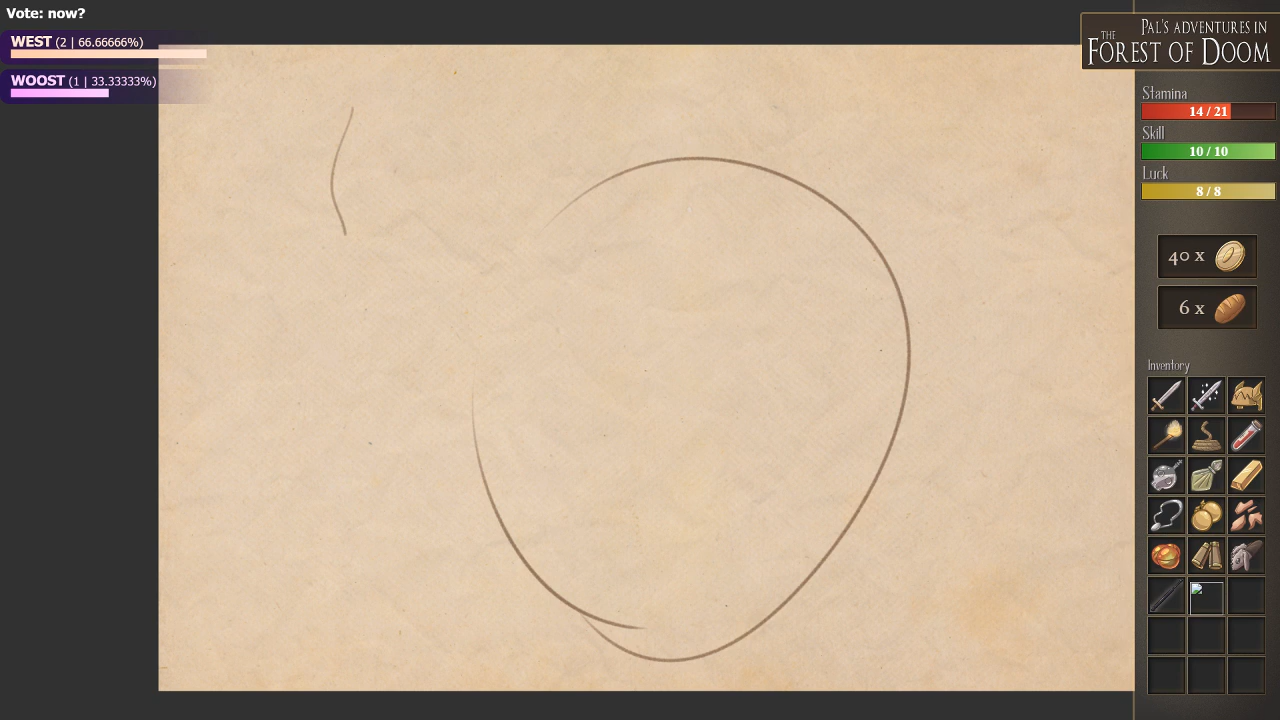 Vote: now?
WEST (2 | 66.66666%)
WOOST (1 | 33.33333%)
PAL'S ADVENTURES IN
THE FOREST OF DOOM
Stamina
14 / 21
Skill
10 / 10
Luck
8 / 8
40 x
6 x
Inventory